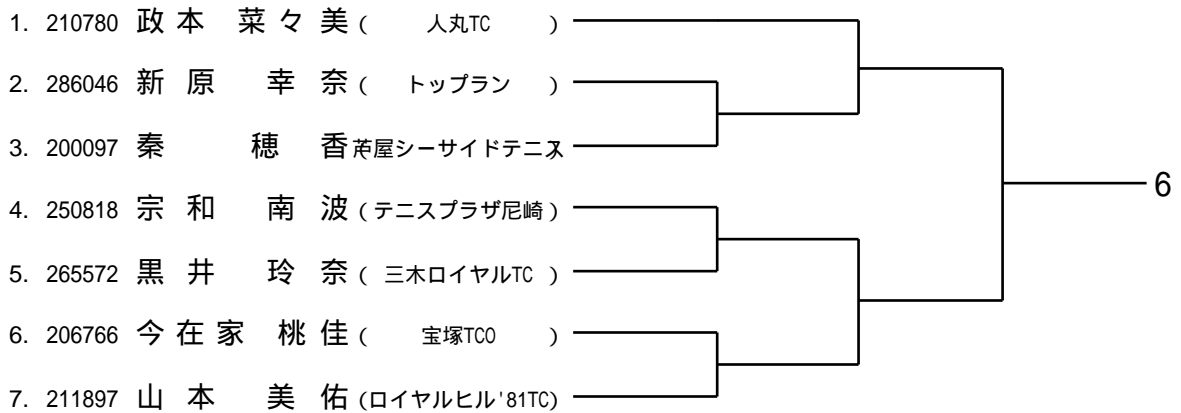 1. 210780 政本 菜々美 ( 人丸TC )
2. 286046 新原 幸奈 ( トップラン )
3. 200097 秦 穂香 芦屋シーサイドテニス
4. 250818 宗和 南波 (テニスプラザ尼崎)
5. 265572 黒井 玲奈 ( 三木ロイヤルTC )
6. 206766 今在家 桃佳 ( 宝塚TCO )
7. 211897 山本 美佑 (ロイヤルヒル'81TC)
6